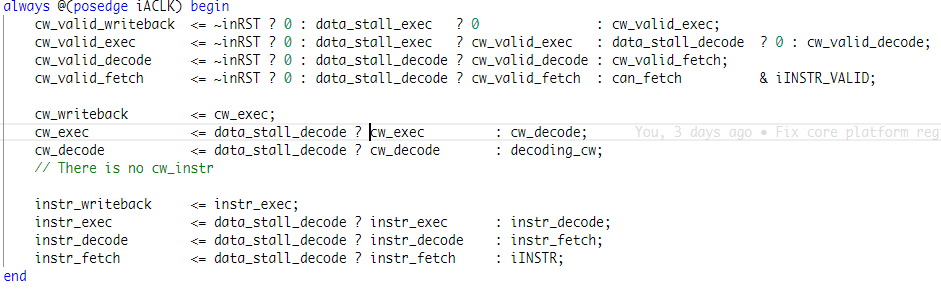 always @(posedge iACLK) begin
    cw_valid_writeback  <= ~inRST ? 0 : data_stall_exec   ? 0               : cw_valid_exec;
    cw_valid_exec       <= ~inRST ? 0 : data_stall_exec   ? cw_valid_exec   : data_stall_decode  ? 0 : cw_valid_decode;
    cw_valid_decode     <= ~inRST ? 0 : data_stall_decode ? cw_valid_decode : cw_valid_fetch;
    cw_valid_fetch      <= ~inRST ? 0 : data_stall_decode ? cw_valid_fetch  : can_fetch          & iINSTR_VALID;

    cw_writeback        <= cw_exec;
    cw_exec             <= data_stall_decode ? cw_exec         : cw_decode;      You, 3 days ago • Fix core platform reg
    cw_decode           <= data_stall_decode ? cw_decode       : decoding_cw;
    // There is no cw_instr

    instr_writeback     <= instr_exec;
    instr_exec          <= data_stall_decode ? instr_exec      : instr_decode;
    instr_decode        <= data_stall_decode ? instr_decode    : instr_fetch;
    instr_fetch         <= data_stall_decode ? instr_fetch     : iINSTR;
end